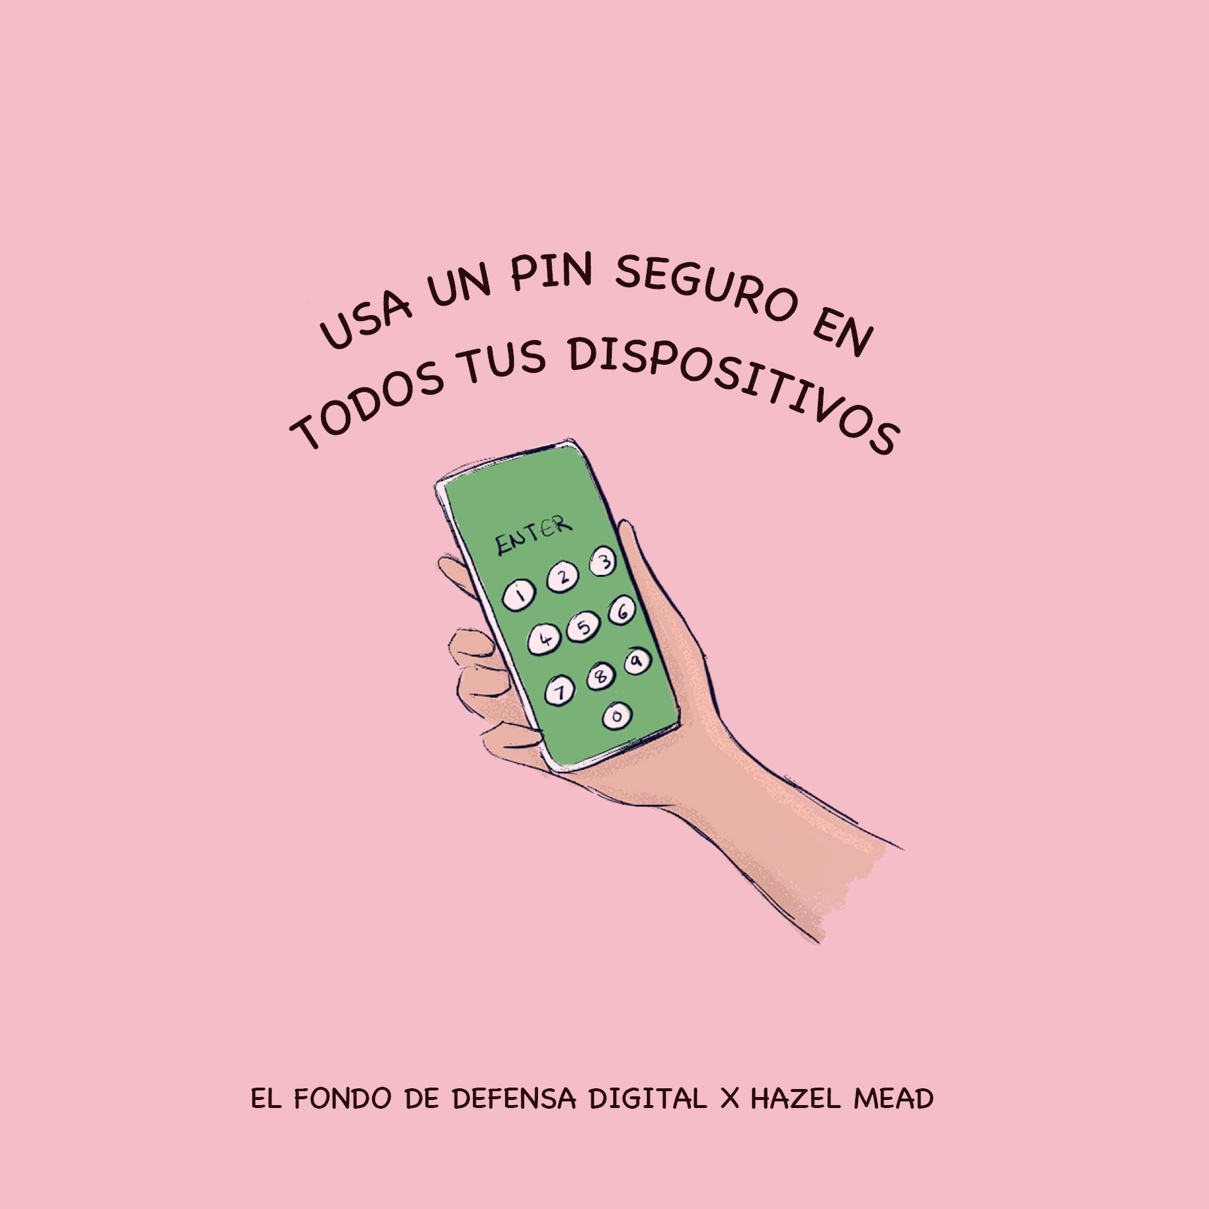 USA UN PIN SEGURO EN
TODOS TUS DISPOSITIVOS
ENTER
1 2 3
4 5 6
7 8 9
0
EL FONDO DE DEFENSA DIGITAL X HAZEL MEAD